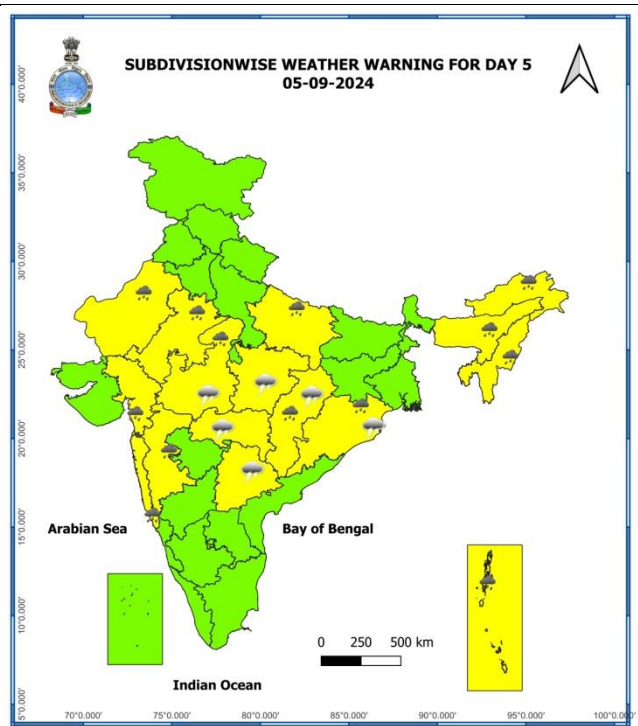 SUBDIVISIONWISE WEATHER WARNING FOR DAY 5
05-09-2024
40°0.000'
35°0.000'
30°0.000'
25°0.000'
20°0.000'
15°0.000'
10°0.000'
5°0.000'
Arabian Sea
Bay of Bengal
0 250 500 km
Indian Ocean
70°0.000' 75°0.000' 80°0.000' 85°0.000' 90°0.000' 95°0.000' 100°0.000'